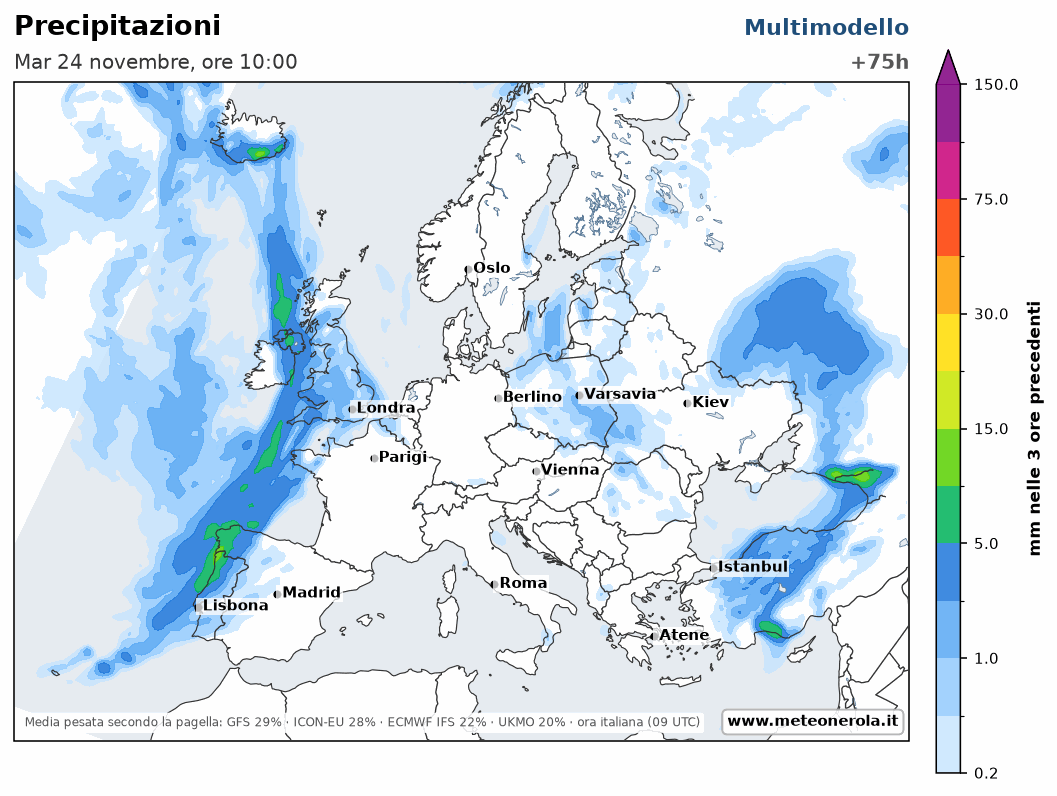 Precipitazioni
Multimodello
Mar 24 novembre, ore 10:00
+75h
150.0
75.0
30.0
15.0
5.0
1.0
0.2
mm nelle 3 ore precedenti
Oslo
Berlino
Varsavia
Kiev
Londra
Parigi
Vienna
Istanbul
Roma
Madrid
Lisbona
Atene
Media pesata secondo la pagella: GFS 29% · ICON-EU 28% · ECMWF IFS 22% · UKMO 20% · ora italiana (09 UTC)
www.meteonerola.it